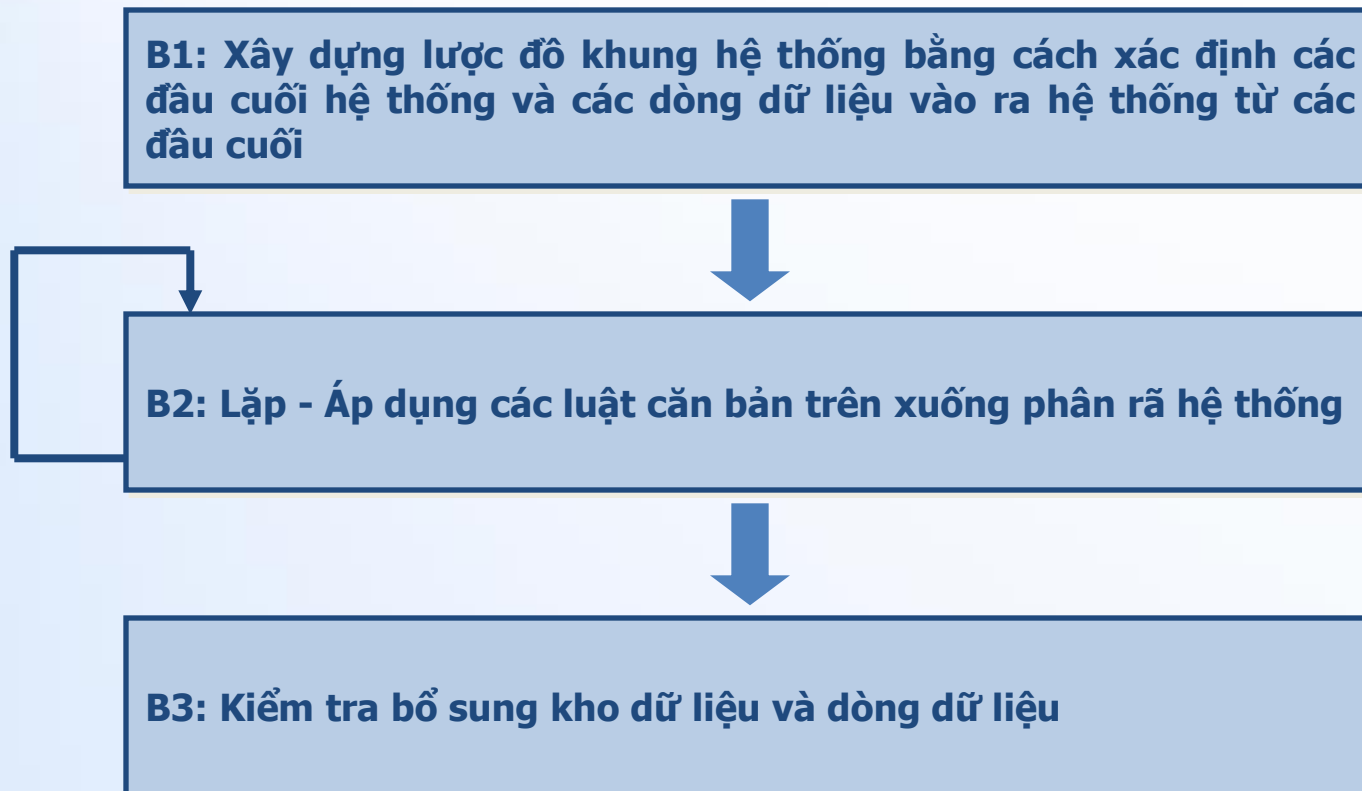 B1: Xây dựng lược đồ khung hệ thống bằng cách xác định các
đầu cuối hệ thống và các dòng dữ liệu vào ra hệ thống từ các
đầu cuối
B2: Lặp - Áp dụng các luật căn bản trên xuống phân rã hệ thống
B3: Kiểm tra bổ sung kho dữ liệu và dòng dữ liệu